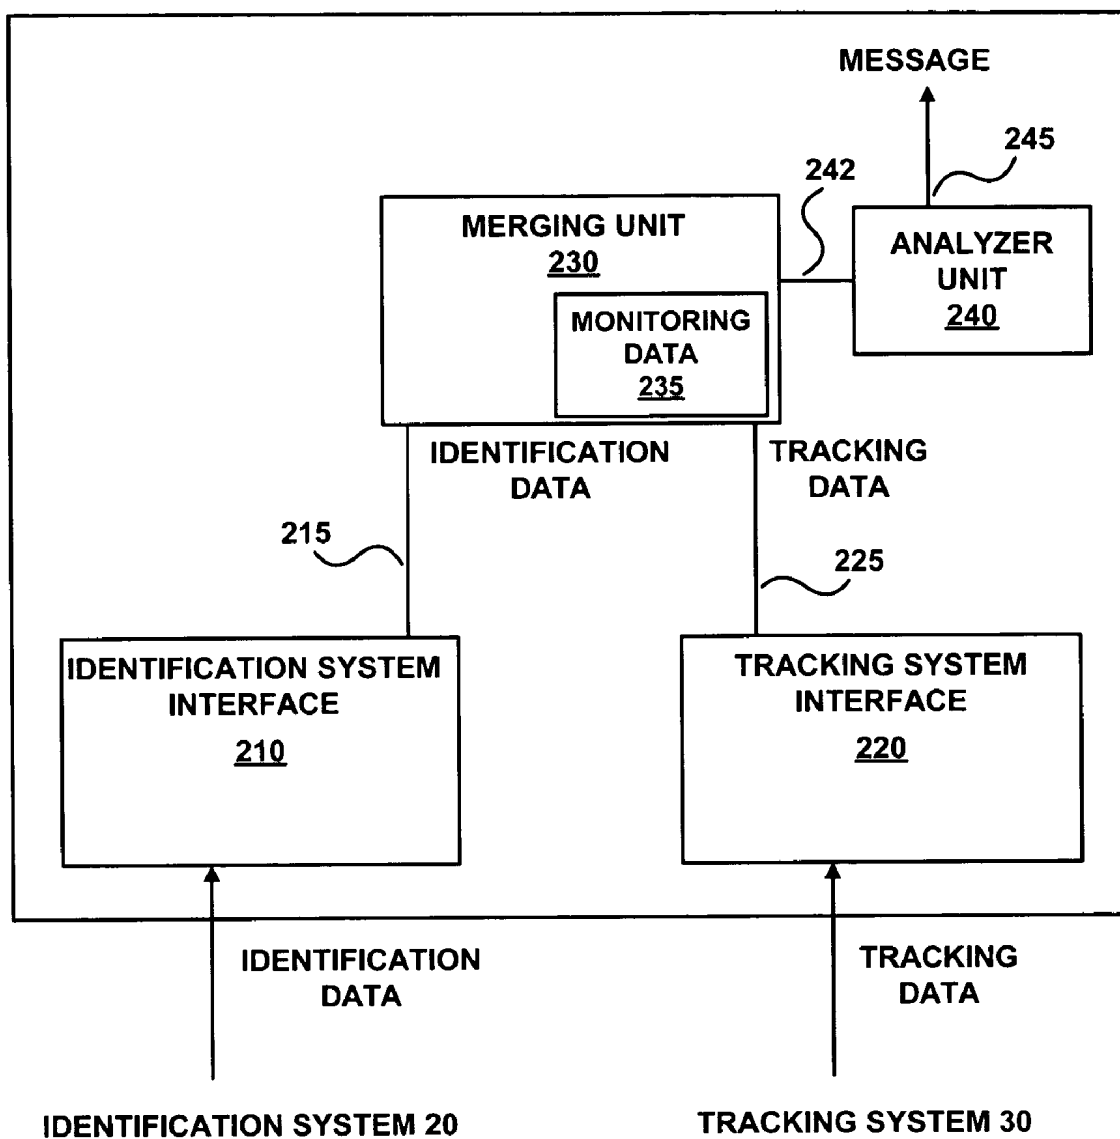 MESSAGE
245
242
MERGING UNIT
230
ANALYZER
UNIT
240
MONITORING
DATA
235
IDENTIFICATION
DATA
TRACKING
DATA
215
225
IDENTIFICATION SYSTEM
INTERFACE
210
TRACKING SYSTEM
INTERFACE
220
IDENTIFICATION
DATA
TRACKING
DATA
IDENTIFICATION SYSTEM 20
TRACKING SYSTEM 30